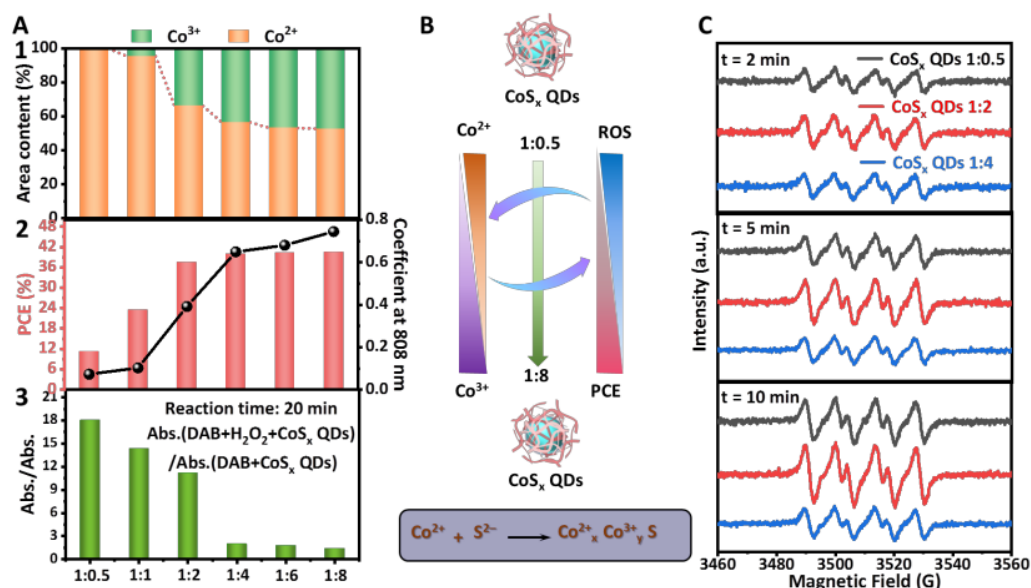 A
Co³⁺ Co²⁺
1
100
80
60
40
20
0
Area content (%)
2
48
42
36
30
24
18
12
6
0
PCE (%)
0.8
0.6
0.4
0.2
0.0
Coeffcient at 808 nm
3
21
18
15
12
9
6
3
0
Abs./Abs.
Reaction time: 20 min
Abs.(DAB+H₂O₂+CoSₓ QDs)
/Abs.(DAB+CoSₓ QDs)
1:0.5 1:1 1:2 1:4 1:6 1:8
B
CoSₓ QDs
Co²⁺ ROS
1:0.5
1:8
Co³⁺ PCE
CoSₓ QDs
Co²⁺ + S²⁻ → Co²⁺ₓ Co³⁺ᵧ S
C
t = 2 min
CoSₓ QDs 1:0.5
CoSₓ QDs 1:2
CoSₓ QDs 1:4
t = 5 min
t = 10 min
Intensity (a.u.)
3460 3480 3500 3520 3540 3560
Magnetic Field (G)